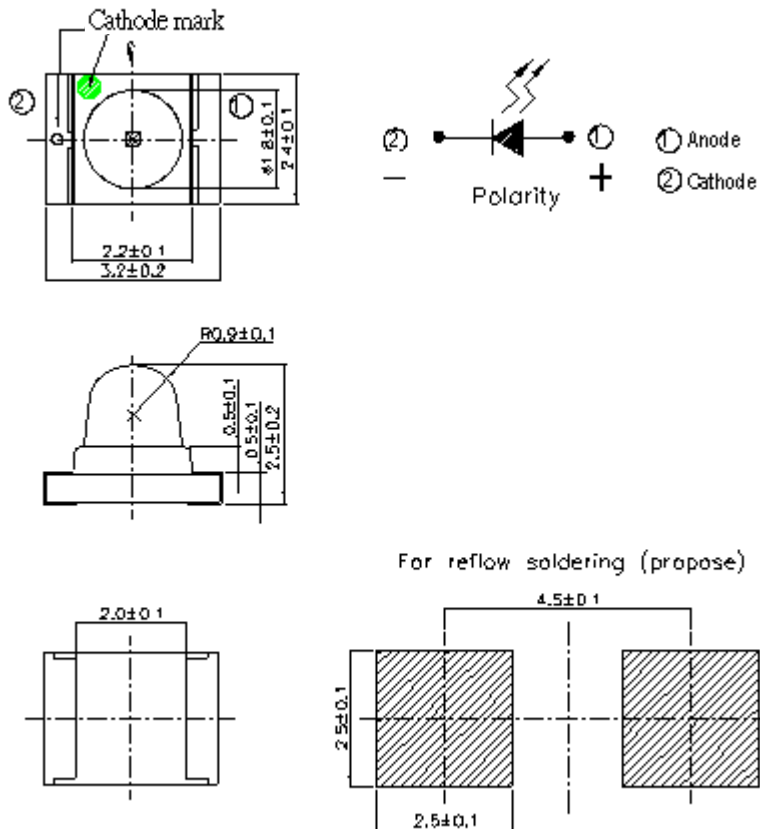 Cathode mark
②
①
ø1.8±0.1
2.4±0.1
2.2±0.1
3.2±0.2
② ① ① Anode
− + ② Cathode
Polarity
R0.9±0.1
0.5±0.1
0.5±0.1
2.5±0.2
For reflow soldering (propose)
2.0±0.1
4.5±0.1
2.5±0.1
2.5±0.1